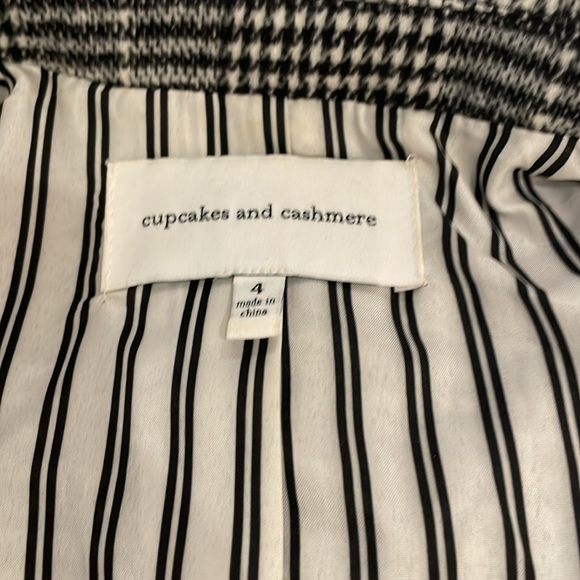 cupcakes and cashmere
4
made in
china